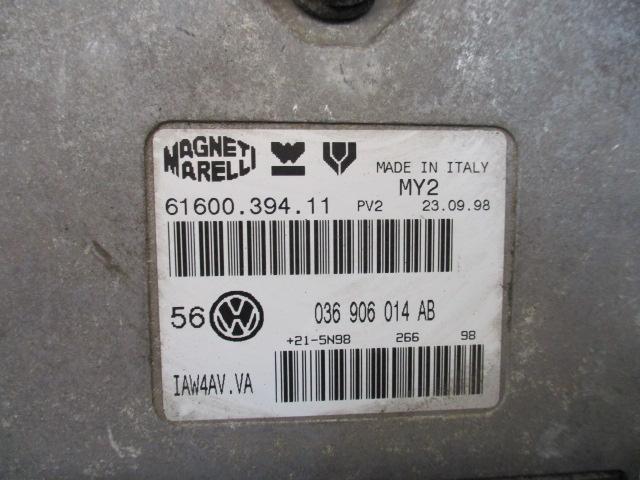 MAGNETI
MARELLI
MADE IN ITALY
MY2
61600.394.11 PV2 23.09.98
56 036 906 014 AB
+21-5N98 266 98
IAW4AV.VA